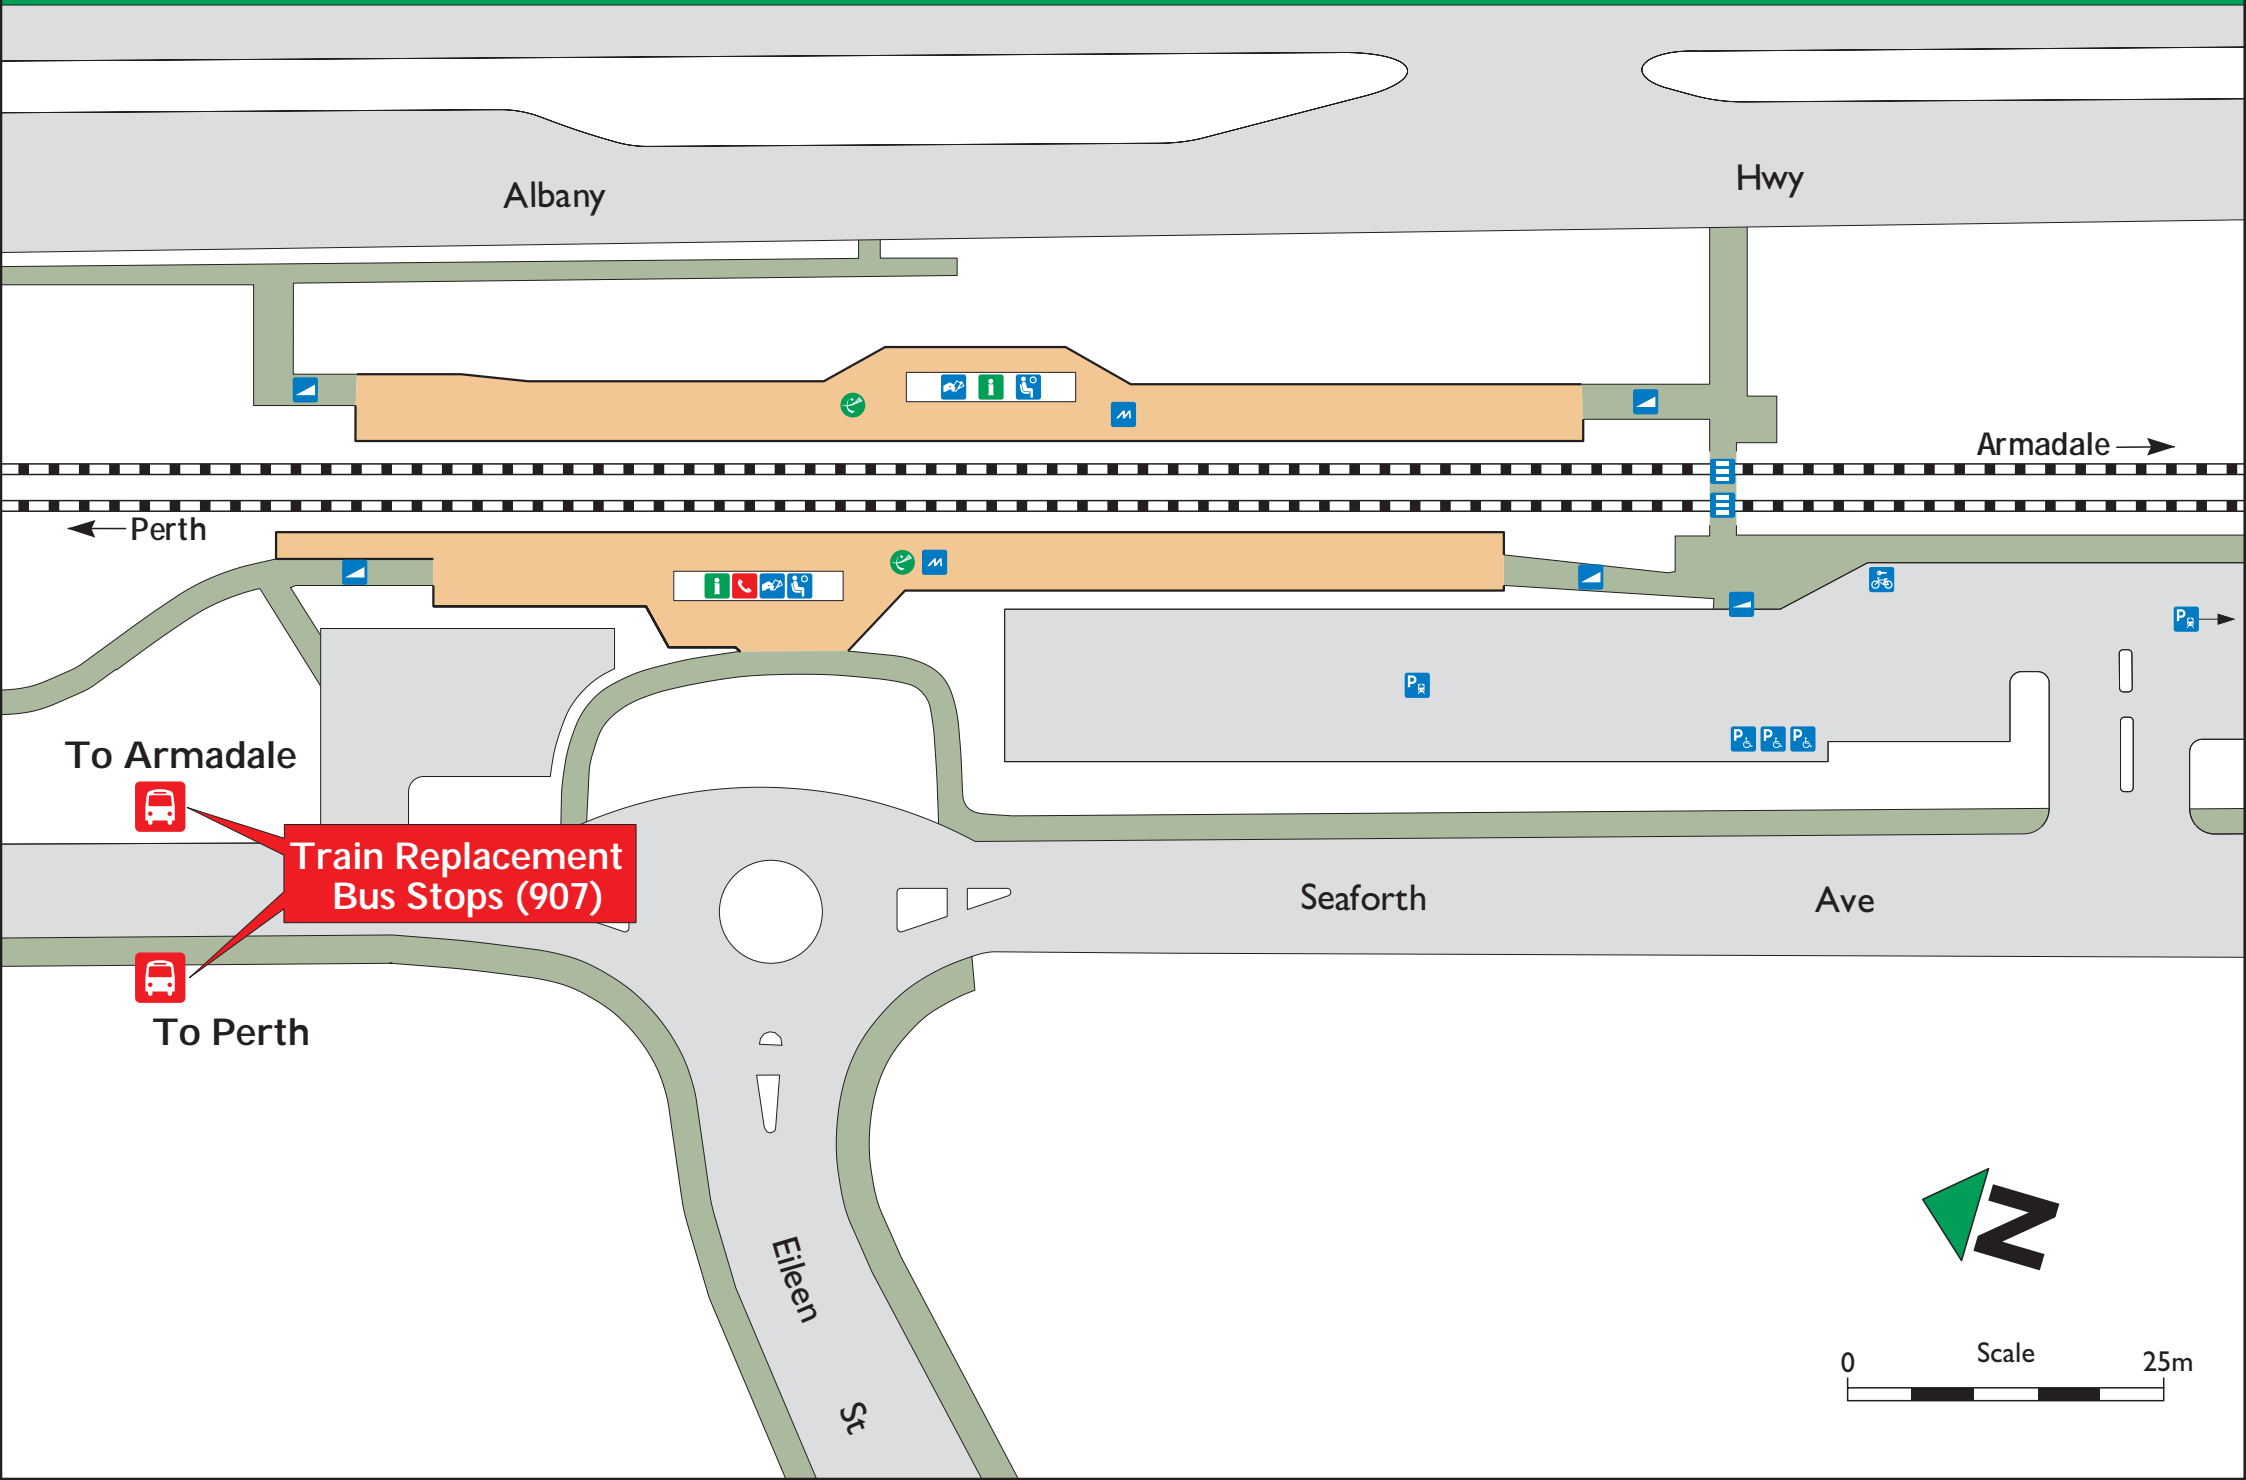 Albany
Hwy
Armadale
Perth
i
i
P
P
P P P
To Armadale
Train Replacement
Bus Stops (907)
Seaforth
Ave
To Perth
Eileen
St
N
Scale
0
25m